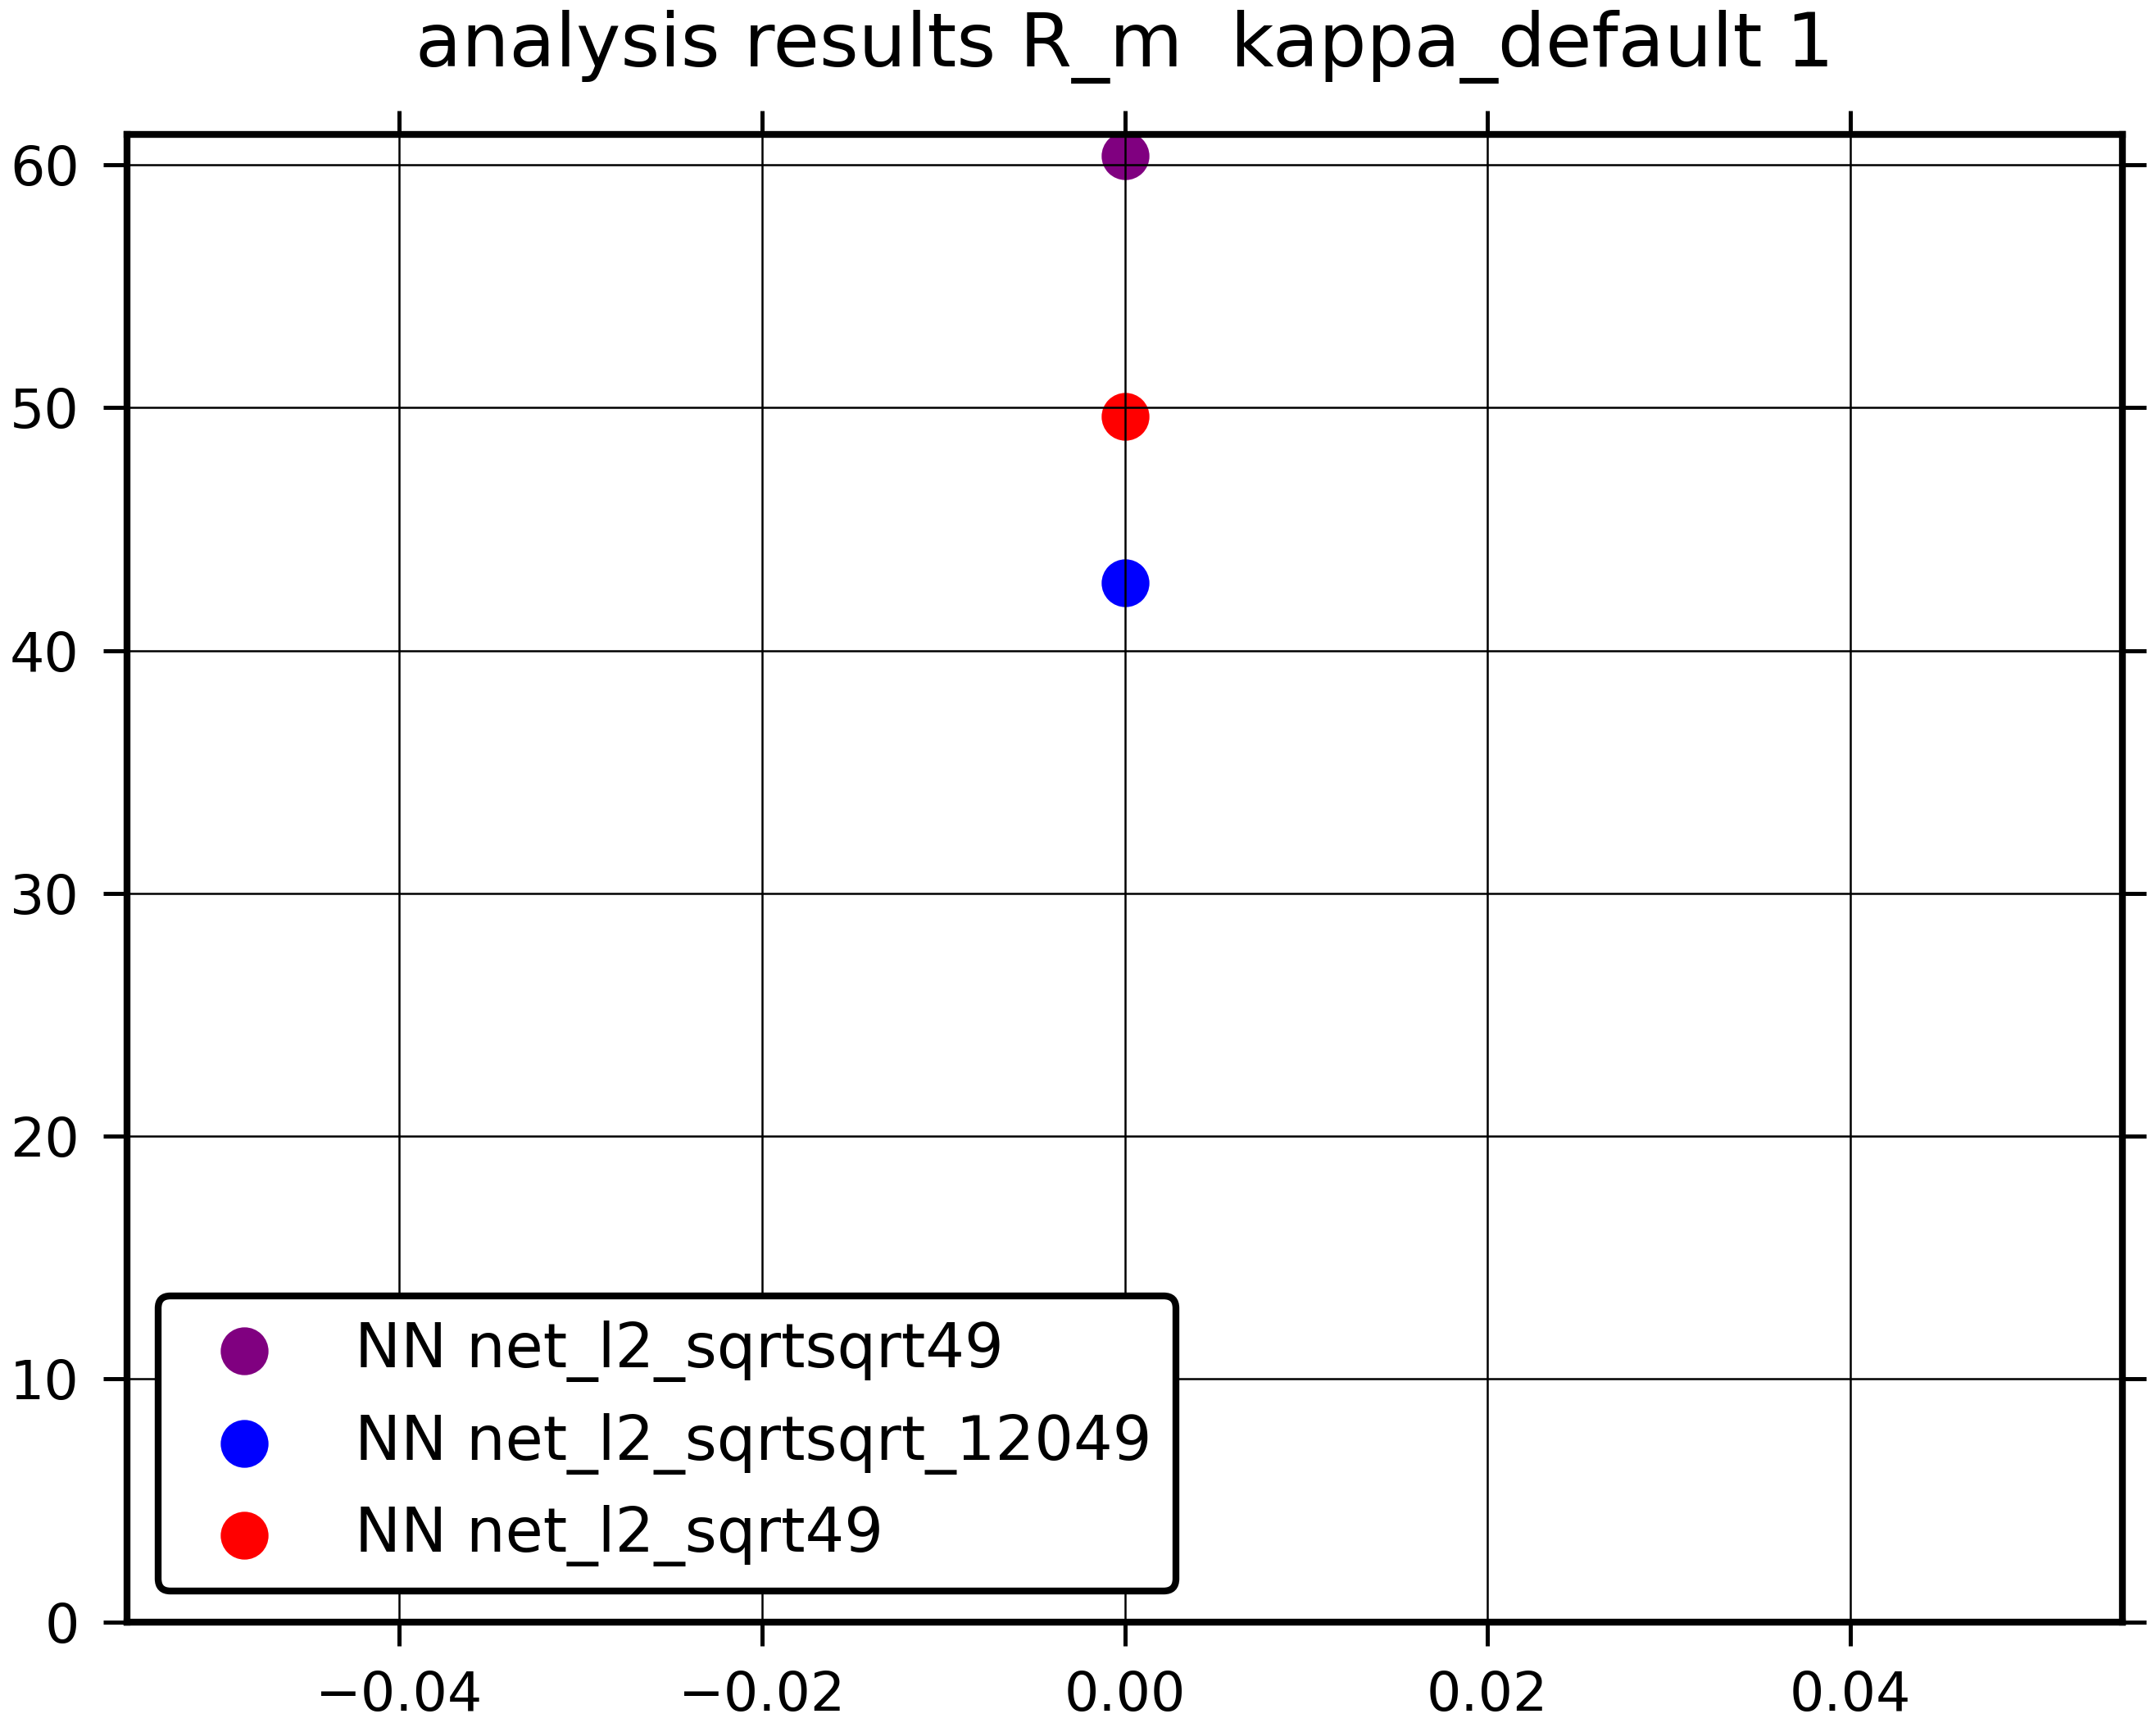 analysis results R_m  kappa_default 1
60
50
40
30
20
10
0
NN net_l2_sqrtsqrt49
NN net_l2_sqrtsqrt_12049
NN net_l2_sqrt49
−0.04 −0.02 0.00 0.02 0.04